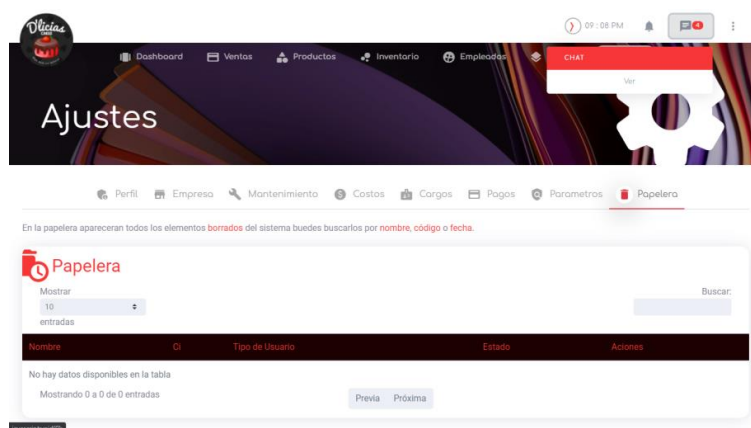 D'licias
09 : 08 PM
4
Dashboard Ventas Productos Inventario Empleados
CHAT
Ver
Ajustes
Perfil Empresa Mantenimiento Costos Cargos Pagos Parametros Papelera
En la papelera apareceran todos los elementos borrados del sistema buedes buscarlos por nombre, código o fecha.
Papelera
Mostrar
10
entradas
Buscar:
Nombre Ci Tipo de Usuario Estado Acciones
No hay datos disponibles en la tabla
Mostrando 0 a 0 de 0 entradas
Previa Próxima